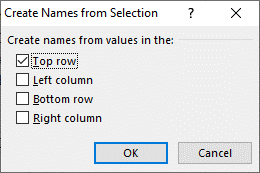 Create Names from Selection ? ×
Create names from values in the:
Top row
Left column
Bottom row
Right column
OK Cancel